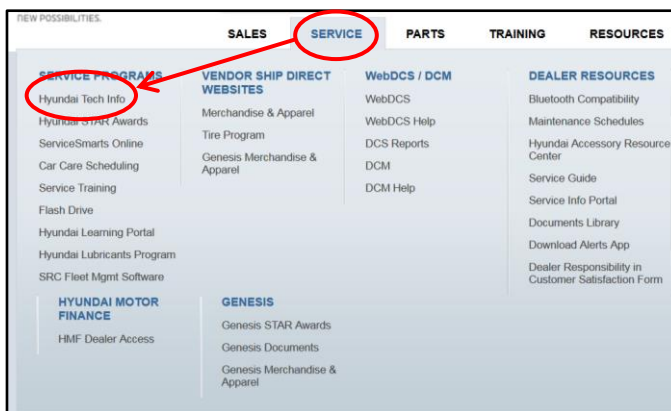 NEW POSSIBILITIES.
SALES SERVICE PARTS TRAINING RESOURCES
SERVICE PROGRAMS
Hyundai Tech Info
Hyundai STAR Awards
ServiceSmarts Online
Car Care Scheduling
Service Training
Flash Drive
Hyundai Learning Portal
Hyundai Lubricants Program
SRC Fleet Mgmt Software
VENDOR SHIP DIRECT
WEBSITES
Merchandise & Apparel
Tire Program
Genesis Merchandise &
Apparel
WebDCS / DCM
WebDCS
WebDCS Help
DCS Reports
DCM
DCM Help
DEALER RESOURCES
Bluetooth Compatibility
Maintenance Schedules
Hyundai Accessory Resource
Center
Service Guide
Service Info Portal
Documents Library
Download Alerts App
Dealer Responsibility in
Customer Satisfaction Form
HYUNDAI MOTOR
FINANCE
HMF Dealer Access
GENESIS
Genesis STAR Awards
Genesis Documents
Genesis Merchandise &
Apparel